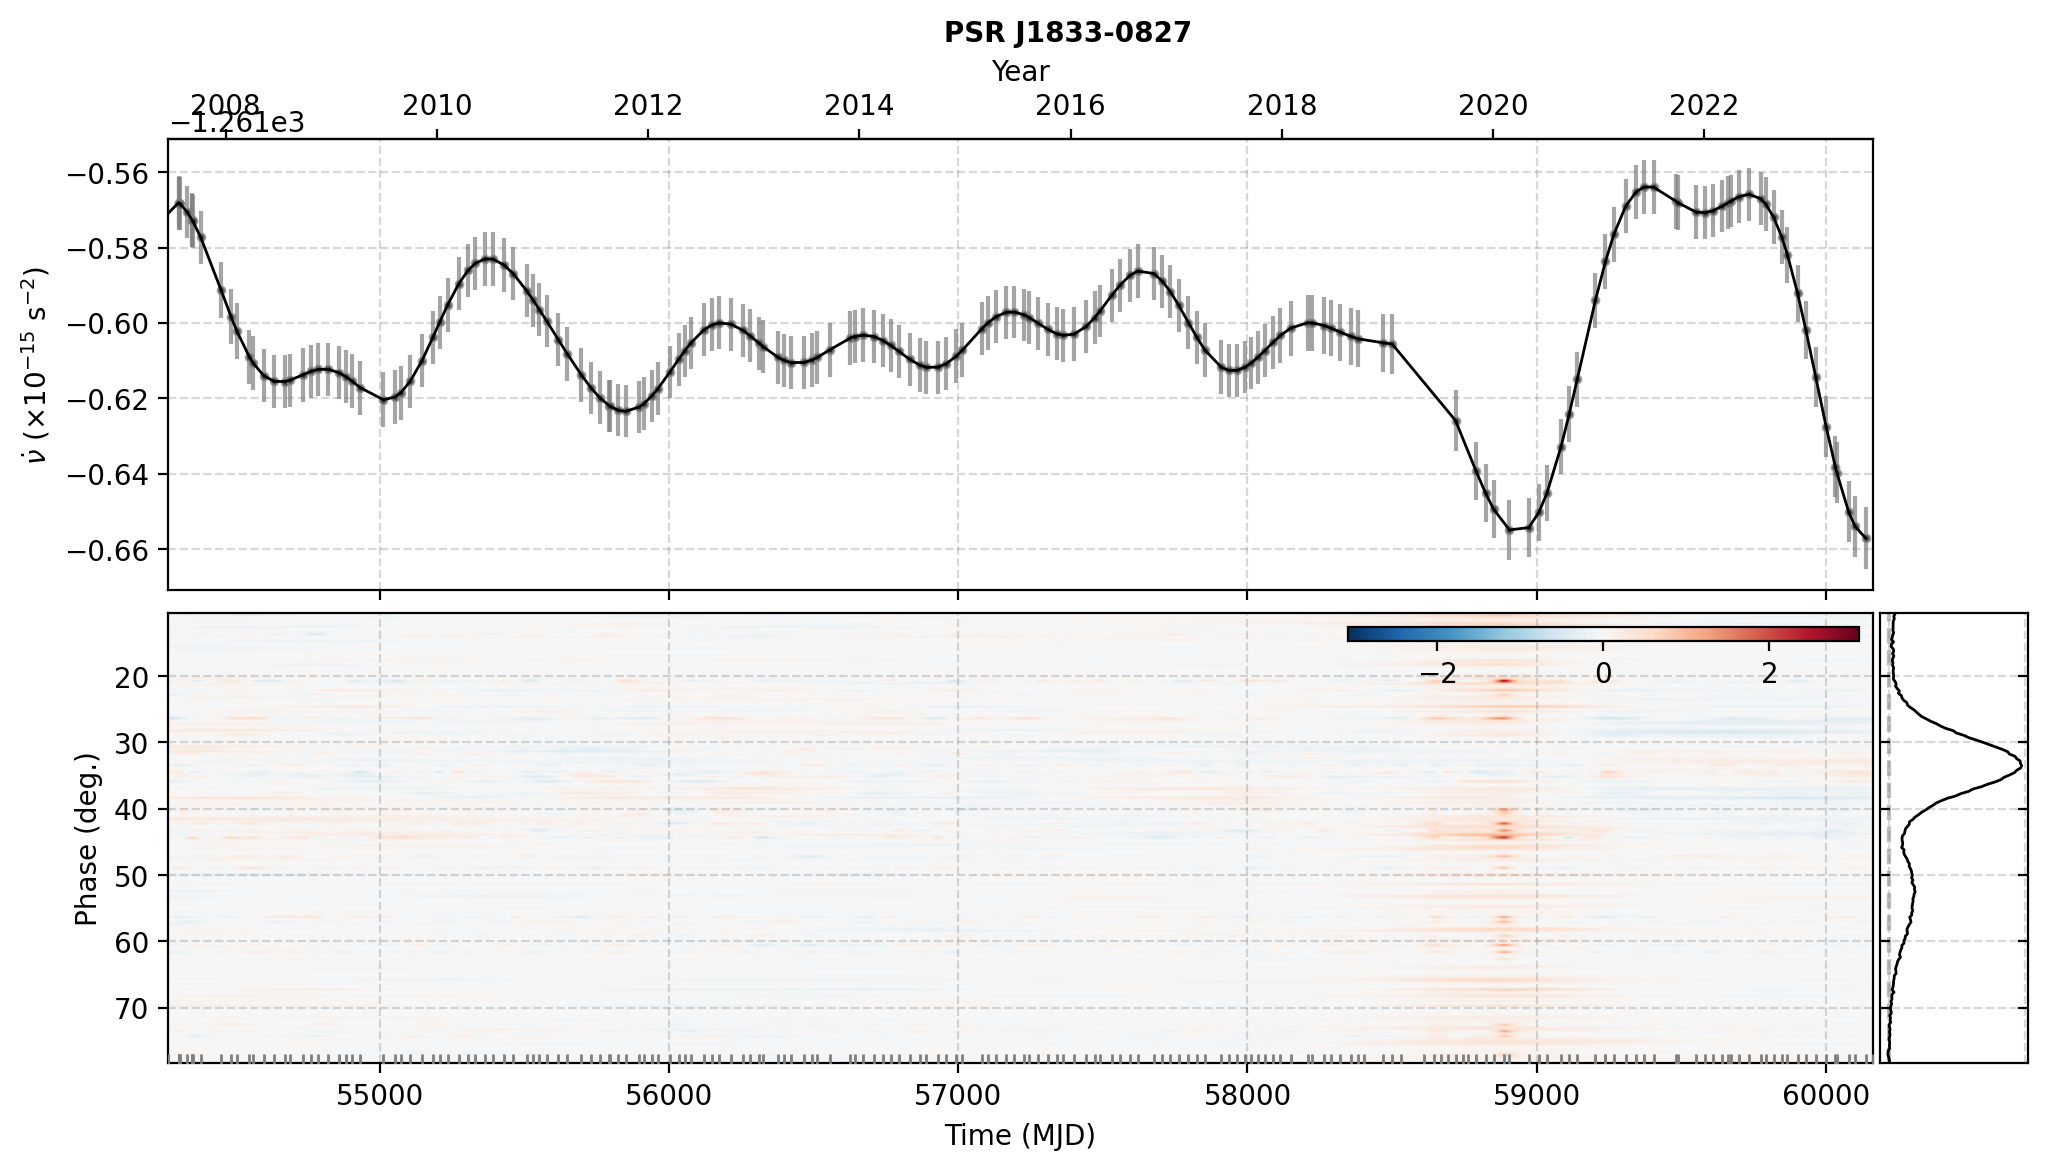 PSR J1833-0827
Year
2008 2010 2012 2014 2016 2018 2020 2022
−1.261e3
−0.56
−0.58
−0.60
−0.62
−0.64
−0.66
ν̇ (×10⁻¹⁵ s⁻²)
−2 0 2
20
30
40
50
60
70
Phase (deg.)
55000 56000 57000 58000 59000 60000
Time (MJD)